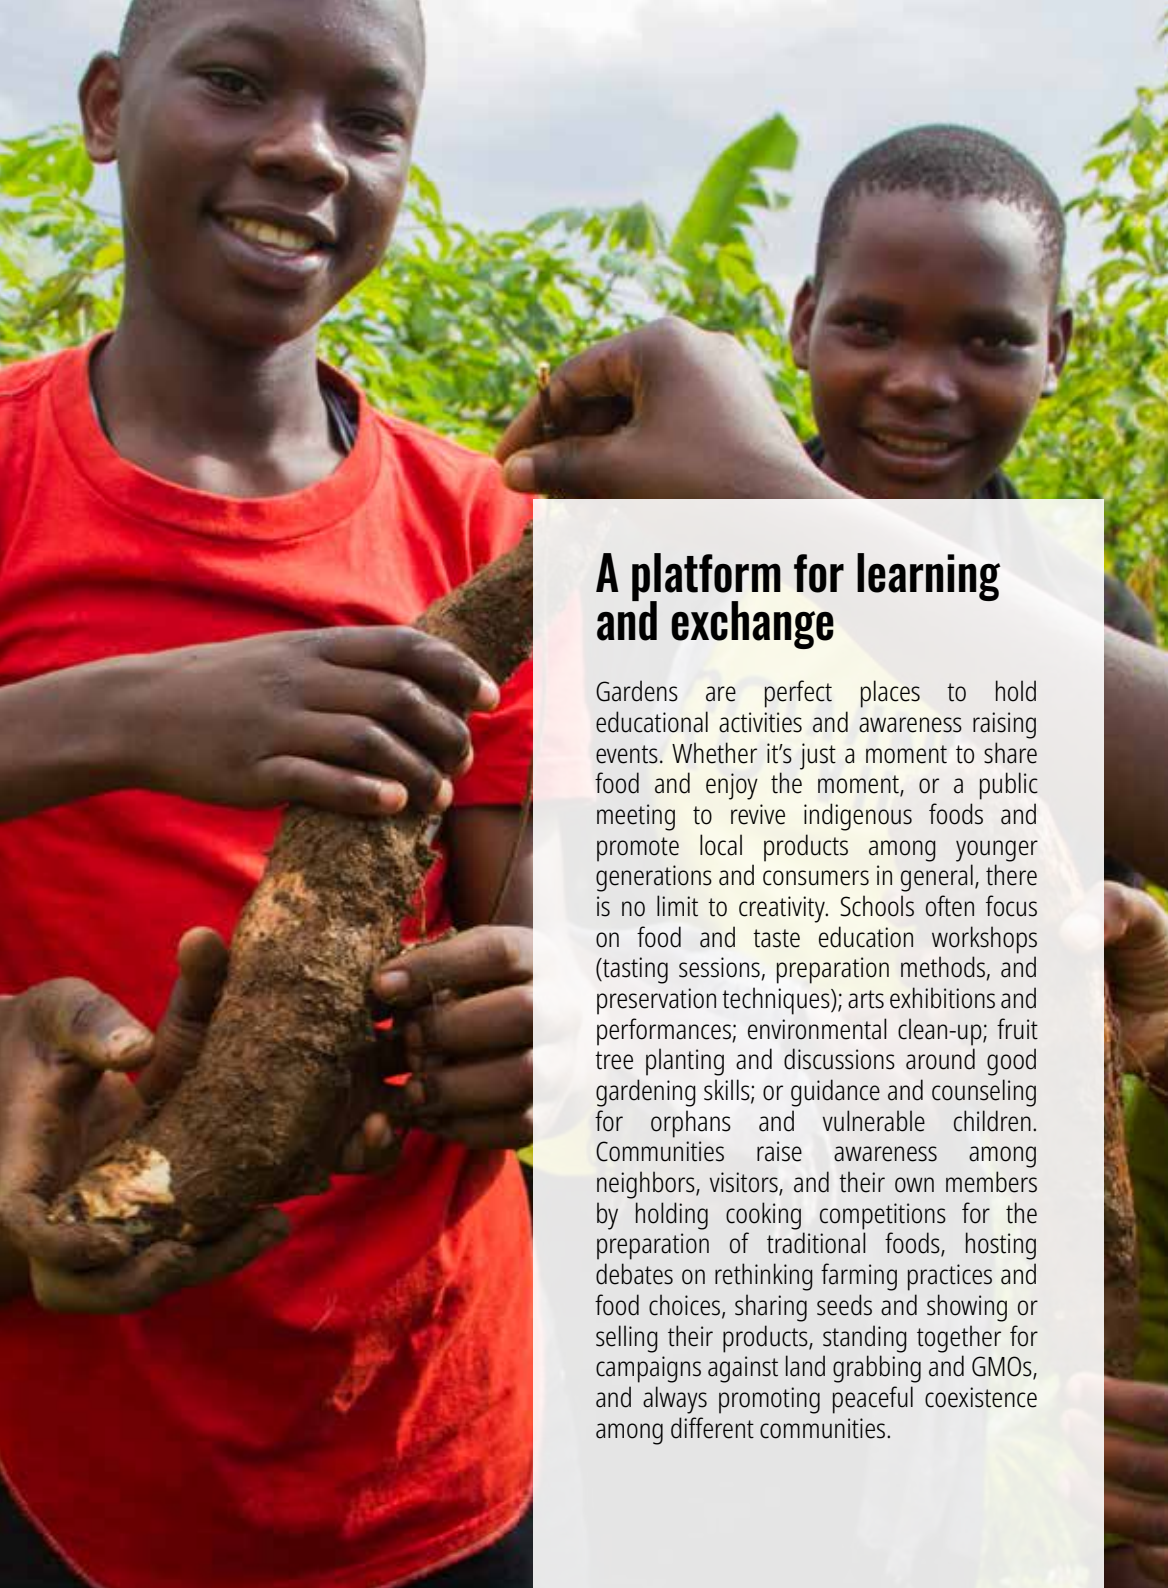 A platform for learning
and exchange
Gardens are perfect places to hold
educational activities and awareness raising
events. Whether it’s just a moment to share
food and enjoy the moment, or a public
meeting to revive indigenous foods and
promote local products among younger
generations and consumers in general, there
is no limit to creativity. Schools often focus
on food and taste education workshops
(tasting sessions, preparation methods, and
preservation techniques); arts exhibitions and
performances; environmental clean-up; fruit
tree planting and discussions around good
gardening skills; or guidance and counseling
for orphans and vulnerable children.
Communities raise awareness among
neighbors, visitors, and their own members
by holding cooking competitions for the
preparation of traditional foods, hosting
debates on rethinking farming practices and
food choices, sharing seeds and showing or
selling their products, standing together for
campaigns against land grabbing and GMOs,
and always promoting peaceful coexistence
among different communities.